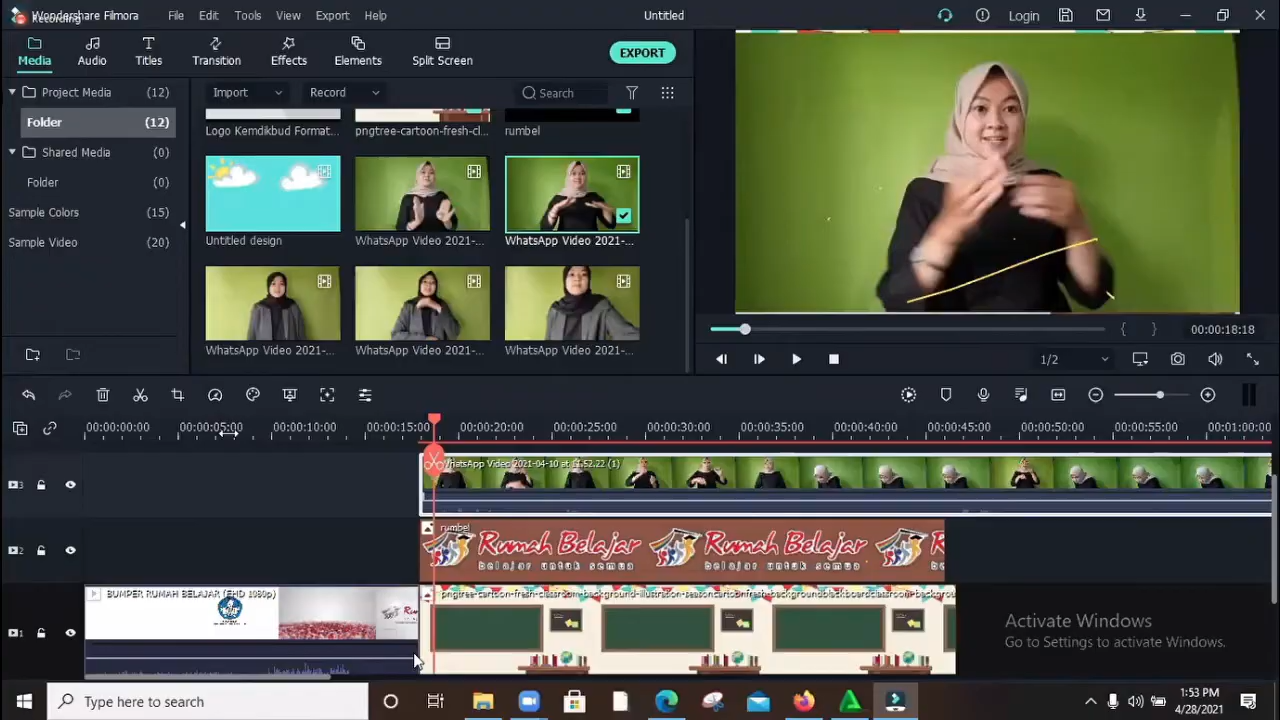 Recording
Wondershare Filmora File Edit Tools View Export Help Untitled Login
Media Audio Titles Transition Effects Elements Split Screen EXPORT
Project Media (12)
Folder (12)
Shared Media (0)
Folder (0)
Sample Colors (15)
Sample Video (20)
Import Record Search
Logo Kemdikbud Format... pngtree-cartoon-fresh-cl... rumbel
Untitled design WhatsApp Video 2021-... WhatsApp Video 2021-...
WhatsApp Video 2021-... WhatsApp Video 2021-... WhatsApp Video 2021-...
00:00:18:18
1/2
00:00:00:00 00:00:05:00 00:00:10:00 00:00:15:00 00:00:20:00 00:00:25:00 00:00:30:00 00:00:35:00 00:00:40:00 00:00:45:00 00:00:50:00 00:00:55:00 00:01:00:00
3
WhatsApp Video 2021-04-10 at 11.52.22 (1)
2
rumbel
Rumah Belajar Rumah Belajar R
belajar untuk semua belajar untuk semua
1
BUMPER RUMAH BELAJAR (FHD 1080p)
Activate Windows
Go to Settings to activate Windows.
Type here to search
1:53 PM
4/28/2021